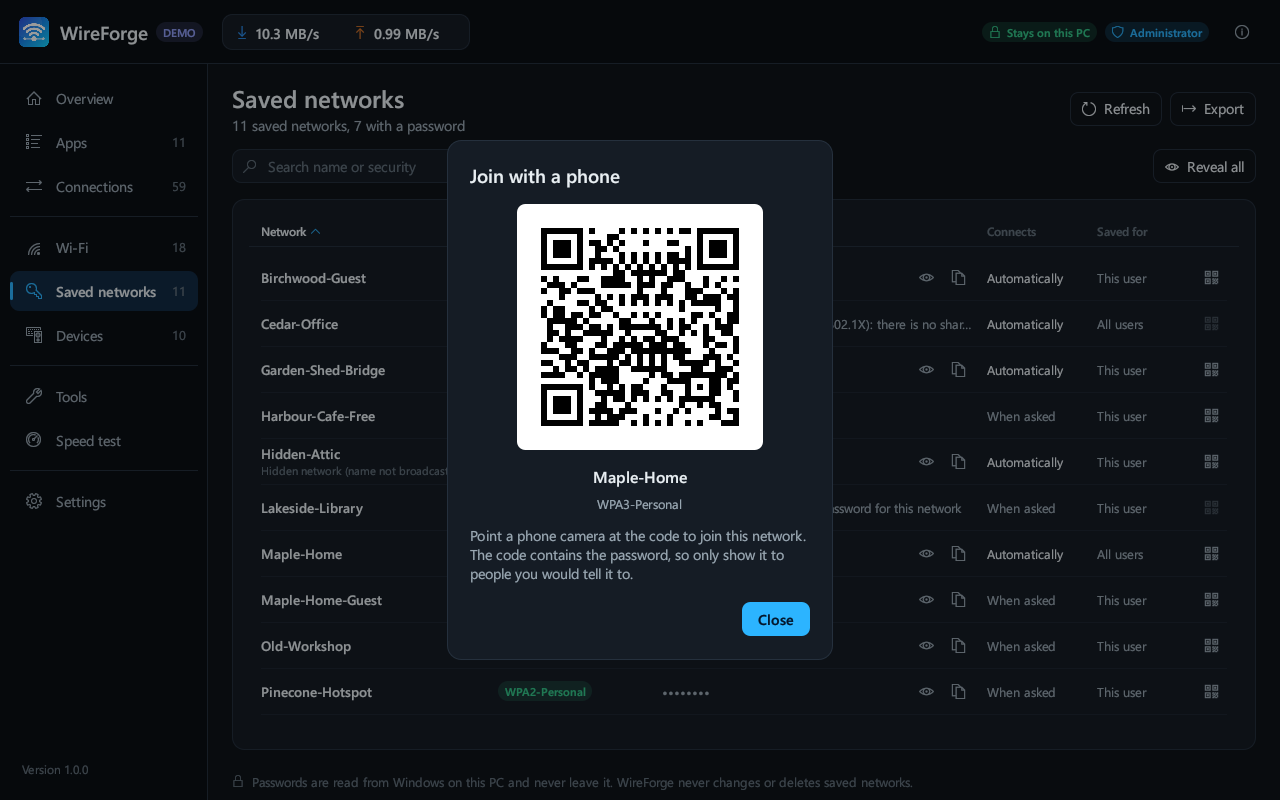 WireForge DEMO 10.3 MB/s 0.99 MB/s Stays on this PC Administrator
Overview
Apps 11
Connections 59
Wi-Fi 18
Saved networks 11
Devices 10
Tools
Speed test
Settings
Version 1.0.0
Saved networks
11 saved networks, 7 with a password
Refresh Export
Search name or security
Reveal all
Network Connects Saved for
Birchwood-Guest Automatically This user
Cedar-Office 02.1X): there is no shar... Automatically All users
Garden-Shed-Bridge Automatically This user
Harbour-Cafe-Free When asked This user
Hidden-Attic Automatically This user
Hidden network (name not broadcast
Lakeside-Library assword for this network When asked This user
Maple-Home Automatically All users
Maple-Home-Guest When asked This user
Old-Workshop When asked This user
Pinecone-Hotspot WPA2-Personal •••••••• When asked This user
Passwords are read from Windows on this PC and never leave it. WireForge never changes or deletes saved networks.
Join with a phone
Maple-Home
WPA3-Personal
Point a phone camera at the code to join this network.
The code contains the password, so only show it to
people you would tell it to.
Close